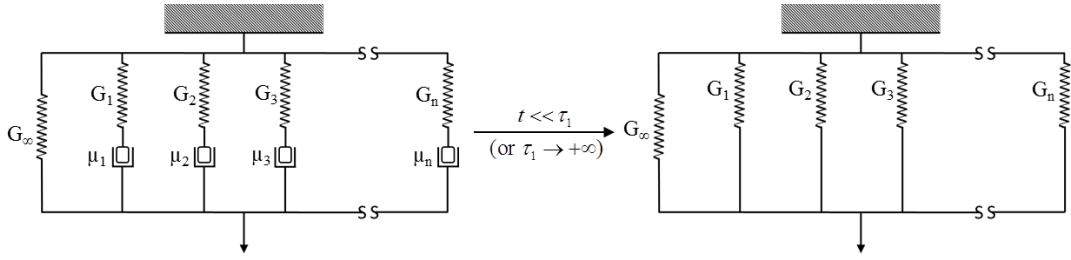 G₁ G₂ G₃ Gₙ
G∞
μ₁ μ₂ μ₃ μₙ
S S
S S
t << τ₁
(or τ₁ → +∞)
G₁ G₂ G₃ Gₙ
G∞
S S
S S